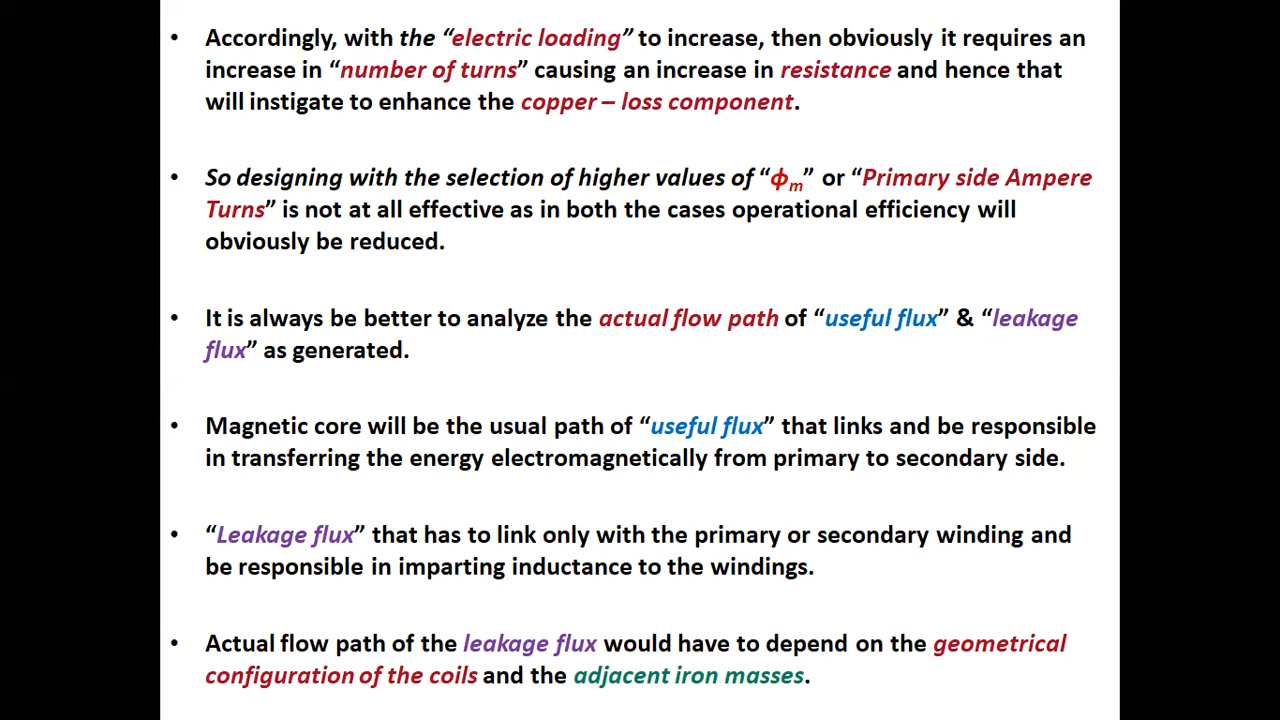 • Accordingly, with the “electric loading” to increase, then obviously it requires an
increase in “number of turns” causing an increase in resistance and hence that
will instigate to enhance the copper – loss component.
• So designing with the selection of higher values of “ϕm” or “Primary side Ampere
Turns” is not at all effective as in both the cases operational efficiency will
obviously be reduced.
• It is always be better to analyze the actual flow path of “useful flux” & “leakage
flux” as generated.
• Magnetic core will be the usual path of “useful flux” that links and be responsible
in transferring the energy electromagnetically from primary to secondary side.
• “Leakage flux” that has to link only with the primary or secondary winding and
be responsible in imparting inductance to the windings.
• Actual flow path of the leakage flux would have to depend on the geometrical
configuration of the coils and the adjacent iron masses.